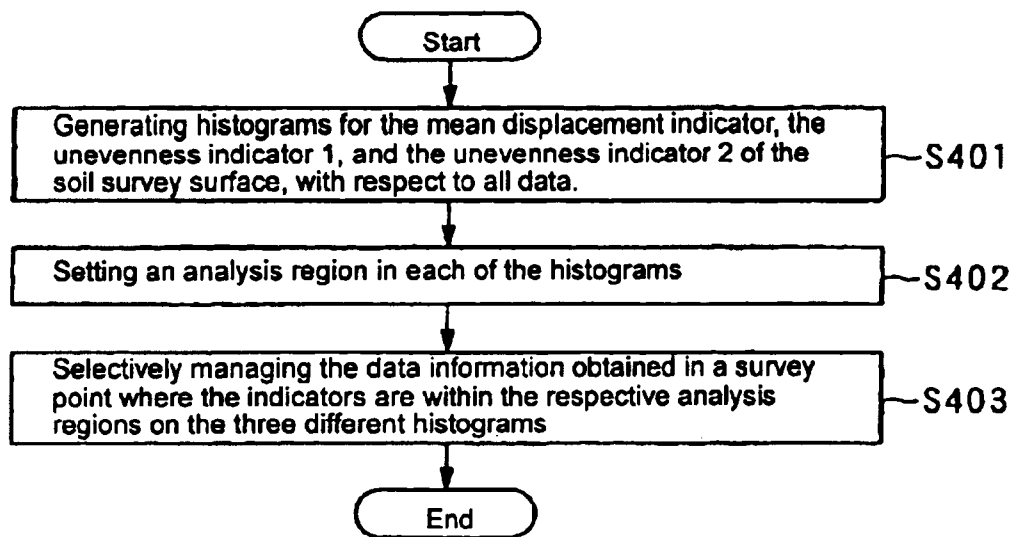 Start
Generating histograms for the mean displacement indicator, the
unevenness indicator 1, and the unevenness indicator 2 of the
soil survey surface, with respect to all data.
S401
Setting an analysis region in each of the histograms
S402
Selectively managing the data information obtained in a survey
point where the indicators are within the respective analysis
regions on the three different histograms
S403
End